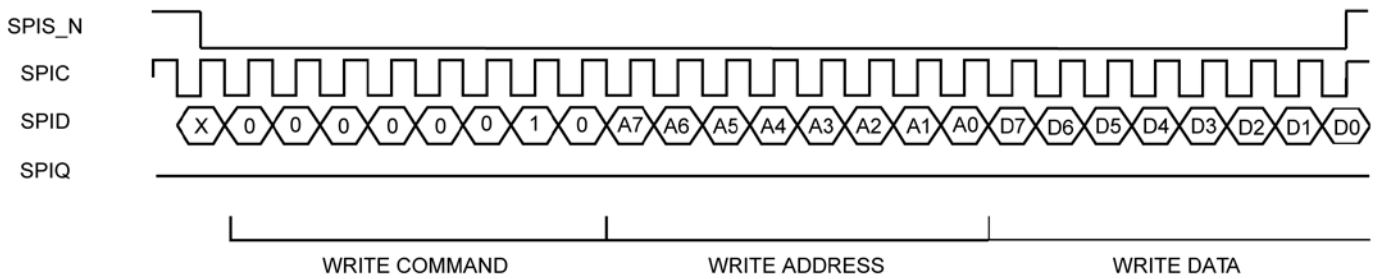 SPIS_N
SPIC
SPID X 0 0 0 0 0 0 1 0 A7 A6 A5 A4 A3 A2 A1 A0 D7 D6 D5 D4 D3 D2 D1 D0
SPIQ
WRITE COMMAND WRITE ADDRESS WRITE DATA